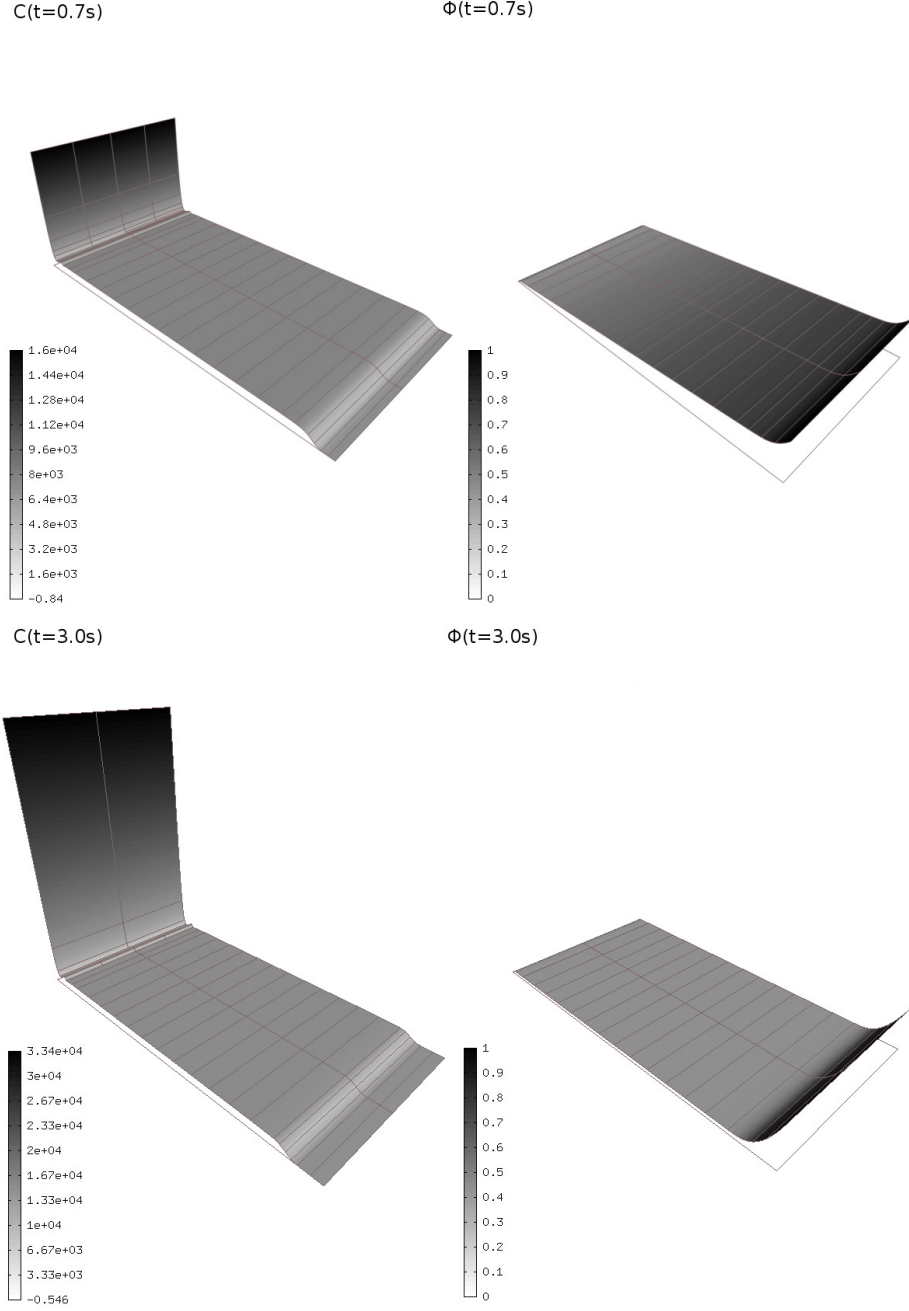 C(t=0.7s)
Φ(t=0.7s)
1.6e+04
1.44e+04
1.28e+04
1.12e+04
9.6e+03
8e+03
6.4e+03
4.8e+03
3.2e+03
1.6e+03
-0.84
1
0.9
0.8
0.7
0.6
0.5
0.4
0.3
0.2
0.1
0
C(t=3.0s)
Φ(t=3.0s)
3.34e+04
3e+04
2.67e+04
2.33e+04
2e+04
1.67e+04
1.33e+04
1e+04
6.67e+03
3.33e+03
-0.546
1
0.9
0.8
0.7
0.6
0.5
0.4
0.3
0.2
0.1
0